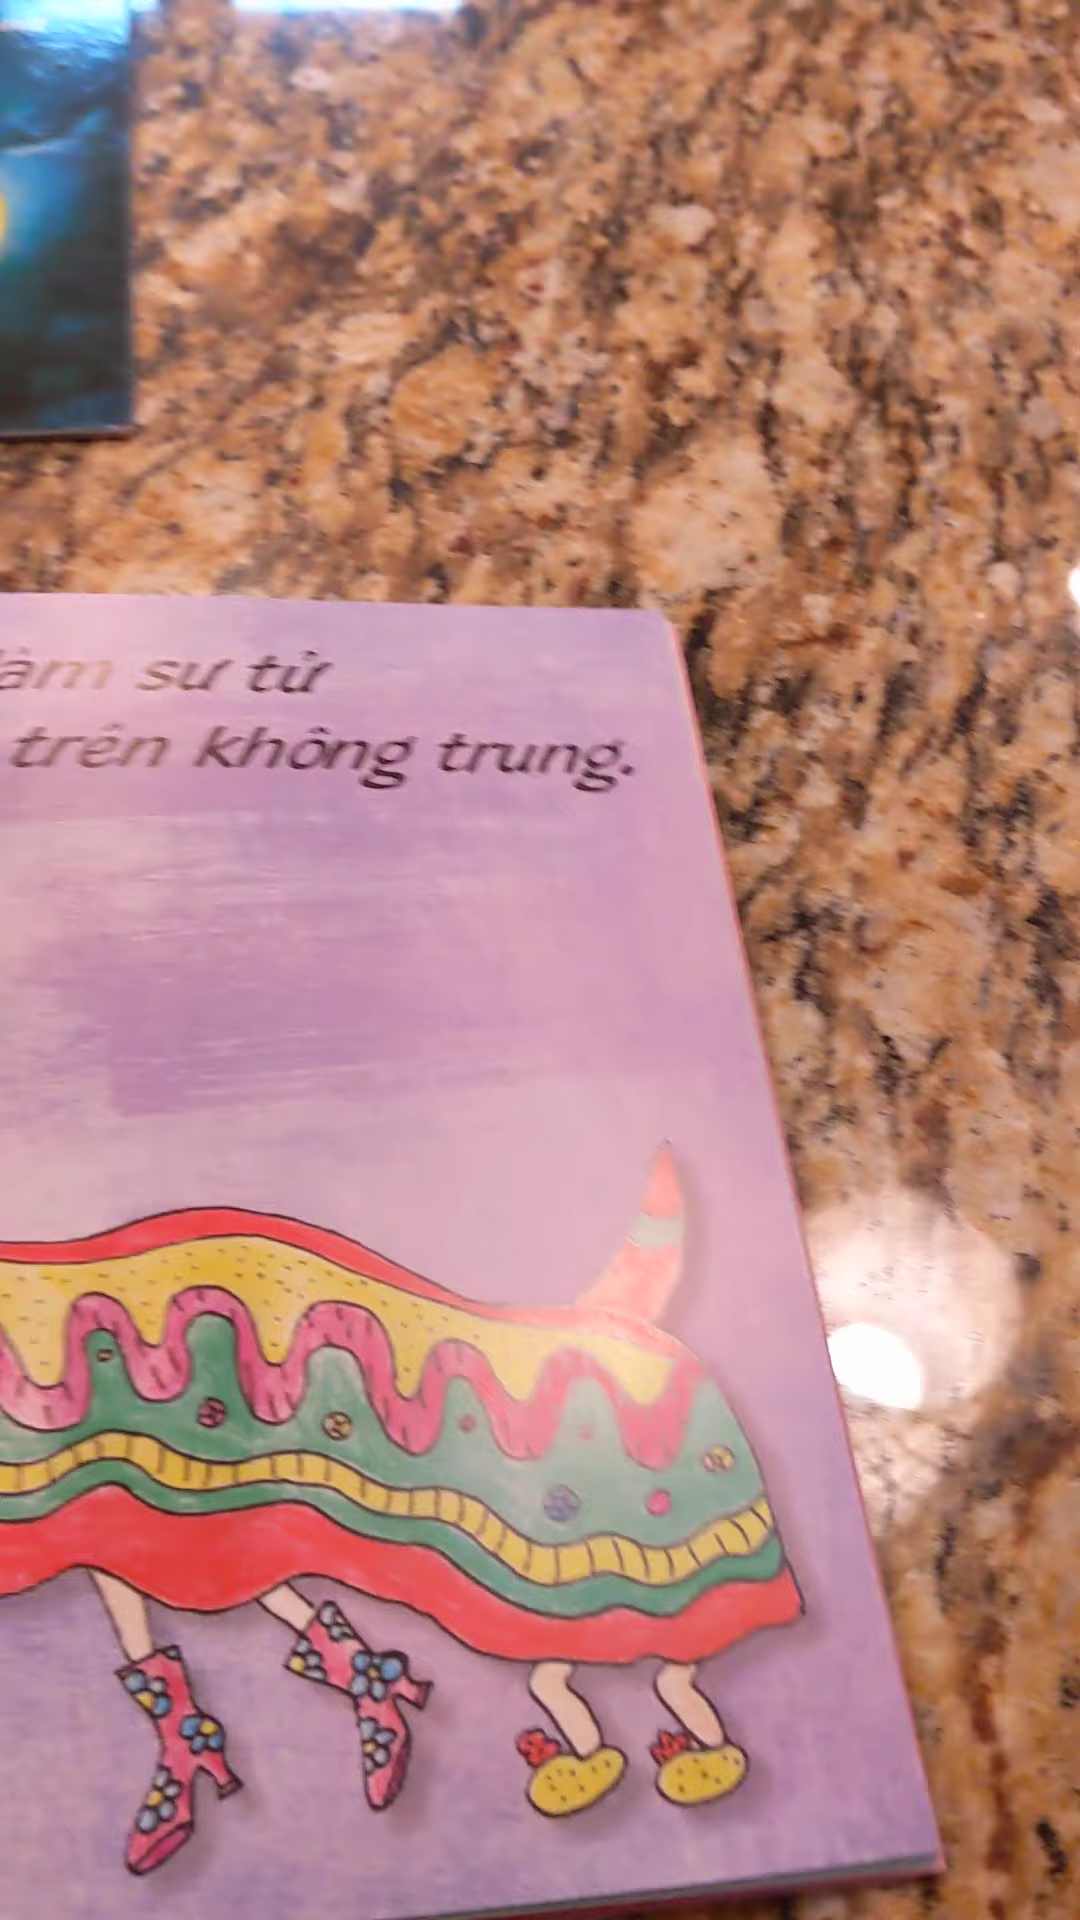 làm sư tử
trên không trung.